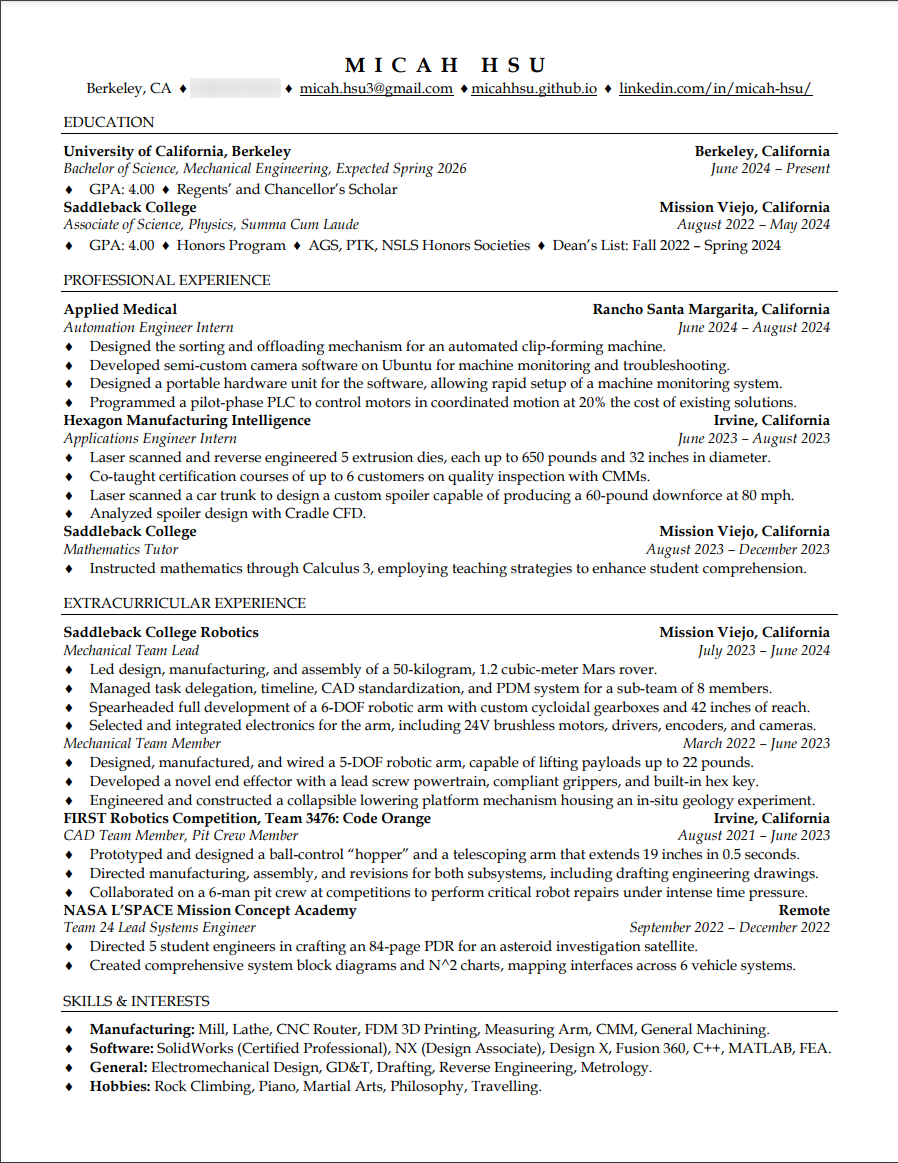 MICAH HSU
Berkeley, CA ♦ ♦ micah.hsu3@gmail.com ♦ micahhsu.github.io ♦ linkedin.com/in/micah-hsu/
EDUCATION
University of California, Berkeley Berkeley, California
Bachelor of Science, Mechanical Engineering, Expected Spring 2026 June 2024 – Present
♦ GPA: 4.00 ♦ Regents’ and Chancellor’s Scholar
Saddleback College Mission Viejo, California
Associate of Science, Physics, Summa Cum Laude August 2022 – May 2024
♦ GPA: 4.00 ♦ Honors Program ♦ AGS, PTK, NSLS Honors Societies ♦ Dean’s List: Fall 2022 – Spring 2024
PROFESSIONAL EXPERIENCE
Applied Medical Rancho Santa Margarita, California
Automation Engineer Intern June 2024 – August 2024
♦ Designed the sorting and offloading mechanism for an automated clip-forming machine.
♦ Developed semi-custom camera software on Ubuntu for machine monitoring and troubleshooting.
♦ Designed a portable hardware unit for the software, allowing rapid setup of a machine monitoring system.
♦ Programmed a pilot-phase PLC to control motors in coordinated motion at 20% the cost of existing solutions.
Hexagon Manufacturing Intelligence Irvine, California
Applications Engineer Intern June 2023 – August 2023
♦ Laser scanned and reverse engineered 5 extrusion dies, each up to 650 pounds and 32 inches in diameter.
♦ Co-taught certification courses of up to 6 customers on quality inspection with CMMs.
♦ Laser scanned a car trunk to design a custom spoiler capable of producing a 60-pound downforce at 80 mph.
♦ Analyzed spoiler design with Cradle CFD.
Saddleback College Mission Viejo, California
Mathematics Tutor August 2023 – December 2023
♦ Instructed mathematics through Calculus 3, employing teaching strategies to enhance student comprehension.
EXTRACURRICULAR EXPERIENCE
Saddleback College Robotics Mission Viejo, California
Mechanical Team Lead July 2023 – June 2024
♦ Led design, manufacturing, and assembly of a 50-kilogram, 1.2 cubic-meter Mars rover.
♦ Managed task delegation, timeline, CAD standardization, and PDM system for a sub-team of 8 members.
♦ Spearheaded full development of a 6-DOF robotic arm with custom cycloidal gearboxes and 42 inches of reach.
♦ Selected and integrated electronics for the arm, including 24V brushless motors, drivers, encoders, and cameras.
Mechanical Team Member March 2022 – June 2023
♦ Designed, manufactured, and wired a 5-DOF robotic arm, capable of lifting payloads up to 22 pounds.
♦ Developed a novel end effector with a lead screw powertrain, compliant grippers, and built-in hex key.
♦ Engineered and constructed a collapsible lowering platform mechanism housing an in-situ geology experiment.
FIRST Robotics Competition, Team 3476: Code Orange Irvine, California
CAD Team Member, Pit Crew Member August 2021 – June 2023
♦ Prototyped and designed a ball-control “hopper” and a telescoping arm that extends 19 inches in 0.5 seconds.
♦ Directed manufacturing, assembly, and revisions for both subsystems, including drafting engineering drawings.
♦ Collaborated on a 6-man pit crew at competitions to perform critical robot repairs under intense time pressure.
NASA L’SPACE Mission Concept Academy Remote
Team 24 Lead Systems Engineer September 2022 – December 2022
♦ Directed 5 student engineers in crafting an 84-page PDR for an asteroid investigation satellite.
♦ Created comprehensive system block diagrams and N^2 charts, mapping interfaces across 6 vehicle systems.
SKILLS & INTERESTS
♦ Manufacturing: Mill, Lathe, CNC Router, FDM 3D Printing, Measuring Arm, CMM, General Machining.
♦ Software: SolidWorks (Certified Professional), NX (Design Associate), Design X, Fusion 360, C++, MATLAB, FEA.
♦ General: Electromechanical Design, GD&T, Drafting, Reverse Engineering, Metrology.
♦ Hobbies: Rock Climbing, Piano, Martial Arts, Philosophy, Travelling.